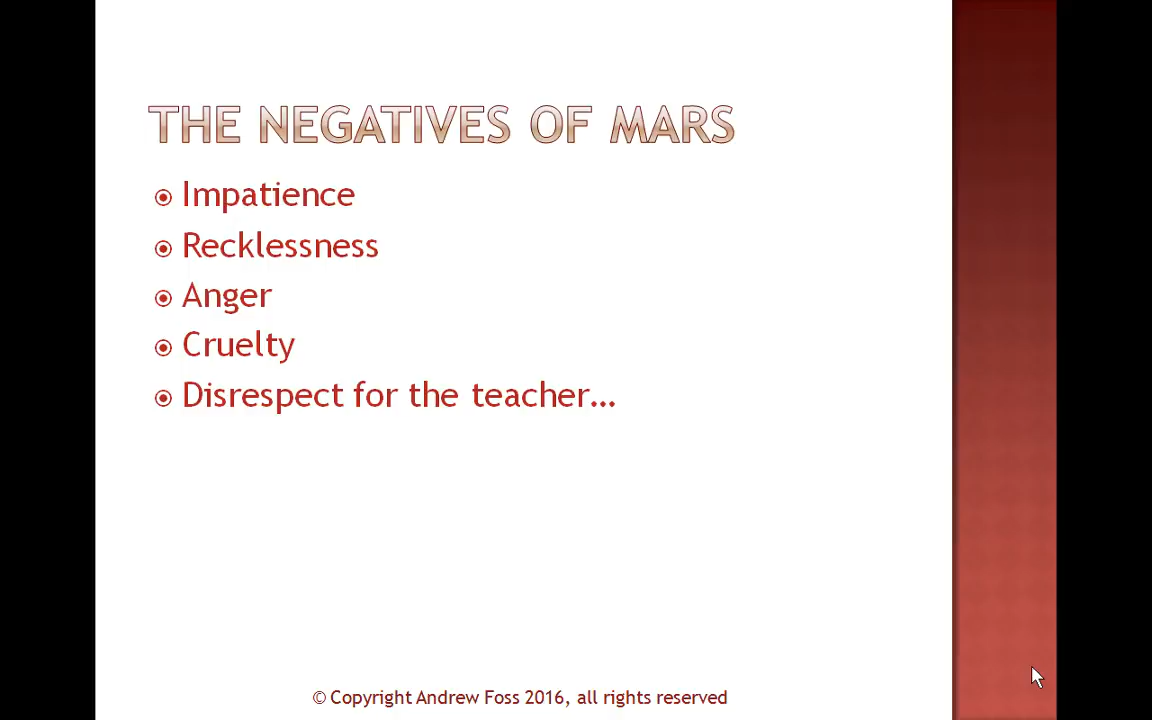 THE NEGATIVES OF MARS
Impatience
Recklessness
Anger
Cruelty
Disrespect for the teacher...
© Copyright Andrew Foss 2016, all rights reserved